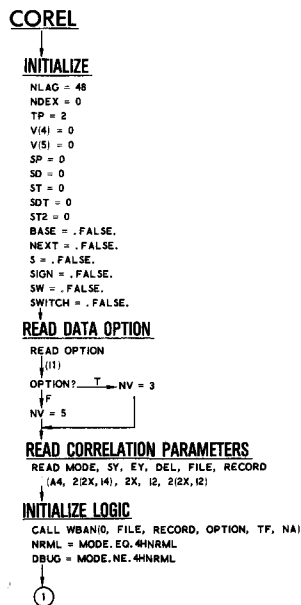 COREL
INITIALIZE
NLAG = 48
NDEX = 0
TP = 2
V(4) = 0
V(5) = 0
SP = 0
SD = 0
ST = 0
SDT = 0
ST2 = 0
BASE = .FALSE.
NEXT = .FALSE.
S = .FALSE.
SIGN = .FALSE.
SW = .FALSE.
SWITCH = .FALSE.
READ DATA OPTION
READ OPTION
(I1)
OPTION? T NV = 3
F
NV = 5
READ CORRELATION PARAMETERS
READ MODE, SY, EY, DEL, FILE, RECORD
(A4, 2(2X, I4), 2X, I2, 2(2X, I2)
INITIALIZE LOGIC
CALL WBAN(0, FILE, RECORD, OPTION, TF, NA)
NRML = MODE.EQ.4HNRML
DBUG = MODE.NE.4HNRML
1